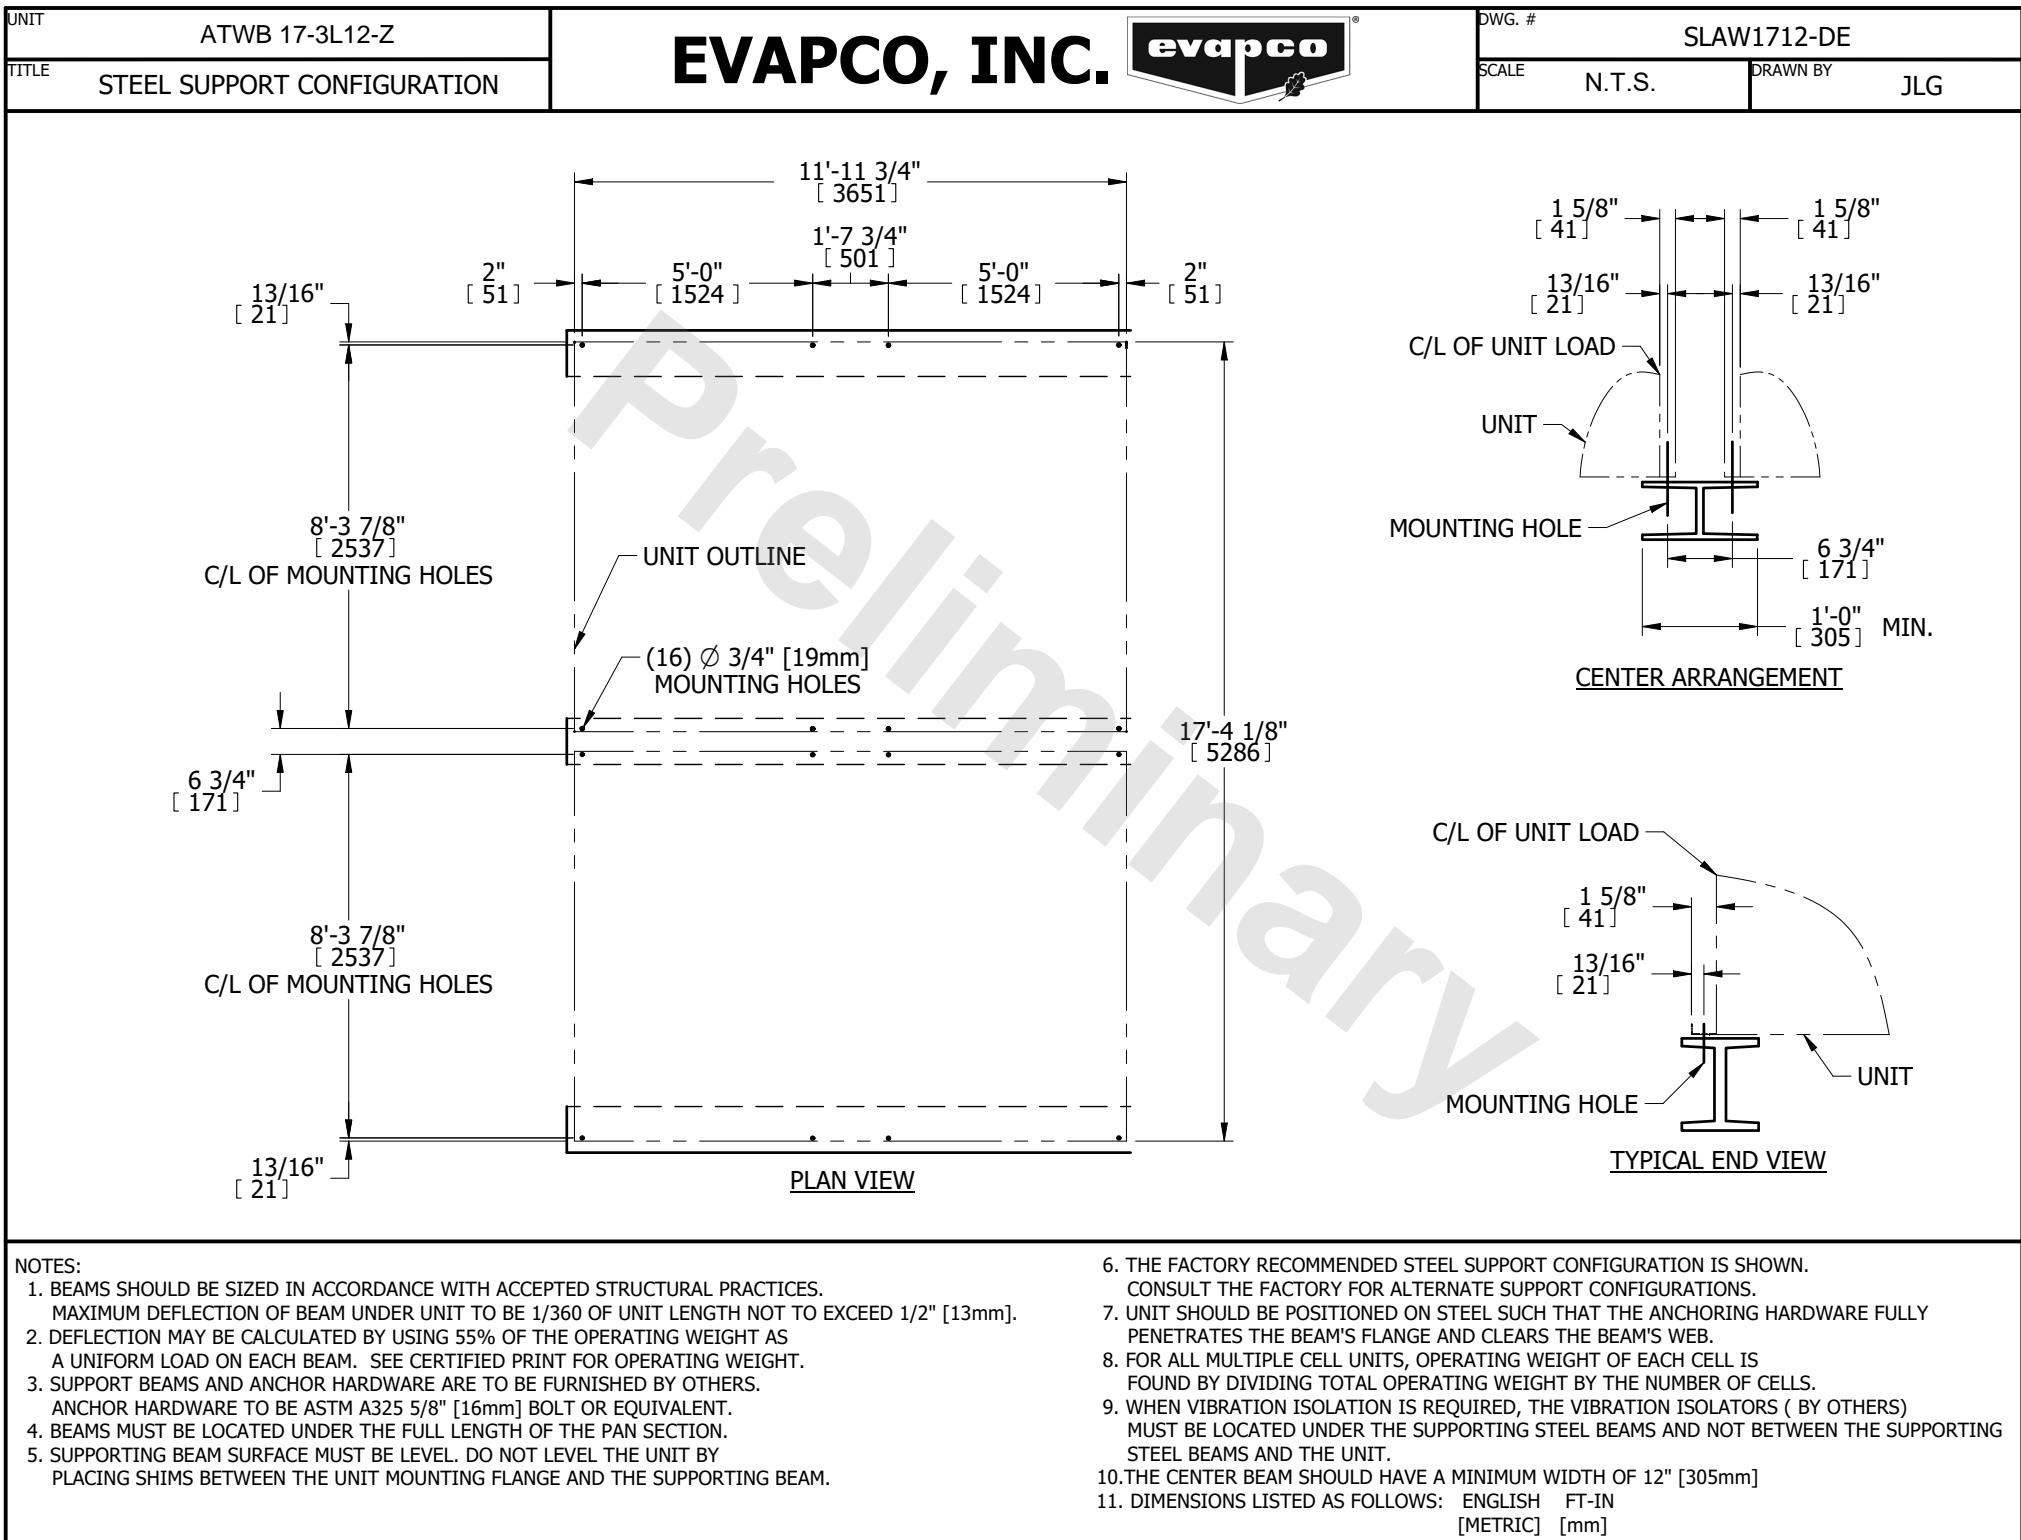 UNIT
ATWB 17-3L12-Z
TITLE
STEEL SUPPORT CONFIGURATION
EVAPCO, INC.
evapco
®
DWG. #
SLAW1712-DE
SCALE
N.T.S.
DRAWN BY
JLG
11'-11 3/4"
[ 3651]
1'-7 3/4"
[ 501 ]
2"
[ 51]
5'-0"
[ 1524 ]
5'-0"
[ 1524]
2"
[ 51]
13/16"
[ 21]
8'-3 7/8"
[ 2537]
C/L OF MOUNTING HOLES
UNIT OUTLINE
(16) Ø 3/4" [19mm]
MOUNTING HOLES
17'-4 1/8"
[ 5286]
6 3/4"
[ 171]
8'-3 7/8"
[ 2537]
C/L OF MOUNTING HOLES
13/16"
[ 21]
PLAN VIEW
Preliminary
1 5/8"
[ 41]
1 5/8"
[ 41]
13/16"
[ 21]
13/16"
[ 21]
C/L OF UNIT LOAD
UNIT
MOUNTING HOLE
6 3/4"
[ 171]
1'-0"
[ 305] MIN.
CENTER ARRANGEMENT
C/L OF UNIT LOAD
1 5/8"
[ 41]
13/16"
[ 21]
UNIT
MOUNTING HOLE
TYPICAL END VIEW
NOTES:
1. BEAMS SHOULD BE SIZED IN ACCORDANCE WITH ACCEPTED STRUCTURAL PRACTICES.
MAXIMUM DEFLECTION OF BEAM UNDER UNIT TO BE 1/360 OF UNIT LENGTH NOT TO EXCEED 1/2" [13mm].
2. DEFLECTION MAY BE CALCULATED BY USING 55% OF THE OPERATING WEIGHT AS
A UNIFORM LOAD ON EACH BEAM. SEE CERTIFIED PRINT FOR OPERATING WEIGHT.
3. SUPPORT BEAMS AND ANCHOR HARDWARE ARE TO BE FURNISHED BY OTHERS.
ANCHOR HARDWARE TO BE ASTM A325 5/8" [16mm] BOLT OR EQUIVALENT.
4. BEAMS MUST BE LOCATED UNDER THE FULL LENGTH OF THE PAN SECTION.
5. SUPPORTING BEAM SURFACE MUST BE LEVEL. DO NOT LEVEL THE UNIT BY
PLACING SHIMS BETWEEN THE UNIT MOUNTING FLANGE AND THE SUPPORTING BEAM.
6. THE FACTORY RECOMMENDED STEEL SUPPORT CONFIGURATION IS SHOWN.
CONSULT THE FACTORY FOR ALTERNATE SUPPORT CONFIGURATIONS.
7. UNIT SHOULD BE POSITIONED ON STEEL SUCH THAT THE ANCHORING HARDWARE FULLY
PENETRATES THE BEAM'S FLANGE AND CLEARS THE BEAM'S WEB.
8. FOR ALL MULTIPLE CELL UNITS, OPERATING WEIGHT OF EACH CELL IS
FOUND BY DIVIDING TOTAL OPERATING WEIGHT BY THE NUMBER OF CELLS.
9. WHEN VIBRATION ISOLATION IS REQUIRED, THE VIBRATION ISOLATORS ( BY OTHERS)
MUST BE LOCATED UNDER THE SUPPORTING STEEL BEAMS AND NOT BETWEEN THE SUPPORTING
STEEL BEAMS AND THE UNIT.
10.THE CENTER BEAM SHOULD HAVE A MINIMUM WIDTH OF 12" [305mm]
11. DIMENSIONS LISTED AS FOLLOWS: ENGLISH FT-IN
[METRIC] [mm]